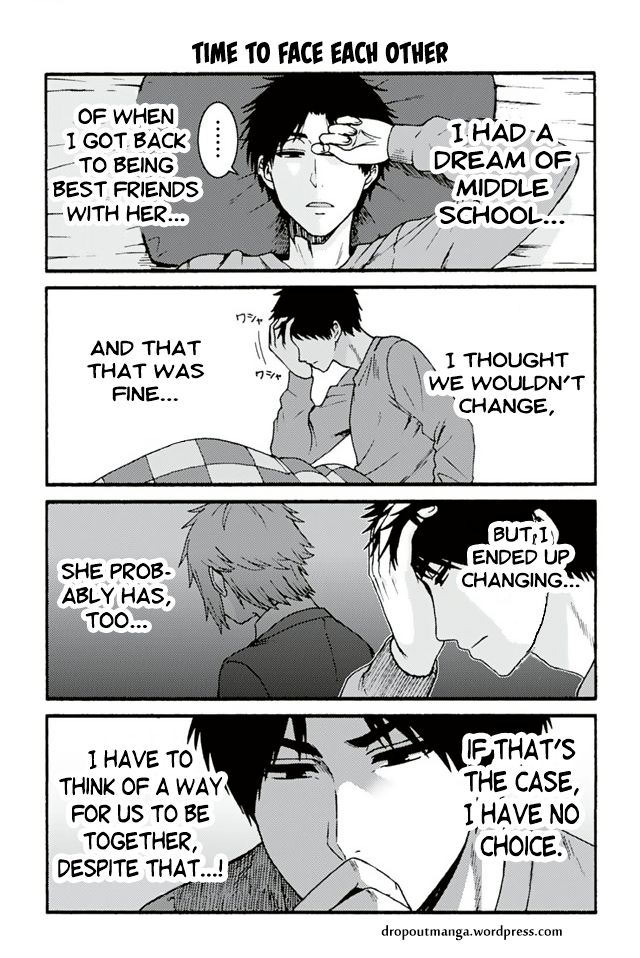 TIME TO FACE EACH OTHER
I HAD A
DREAM OF
MIDDLE
SCHOOL...
......
OF WHEN
I GOT BACK
TO BEING
BEST FRIENDS
WITH HER...
I THOUGHT
WE WOULDN'T
CHANGE,
ワシャ
ワシャ
AND THAT
THAT WAS
FINE...
BUT, I
ENDED UP
CHANGING...
SHE PROB-
ABLY HAS,
TOO...
IF THAT'S
THE CASE,
I HAVE NO
CHOICE.
I HAVE TO
THINK OF A WAY
FOR US TO BE
TOGETHER,
DESPITE THAT...!
dropoutmanga.wordpress.com